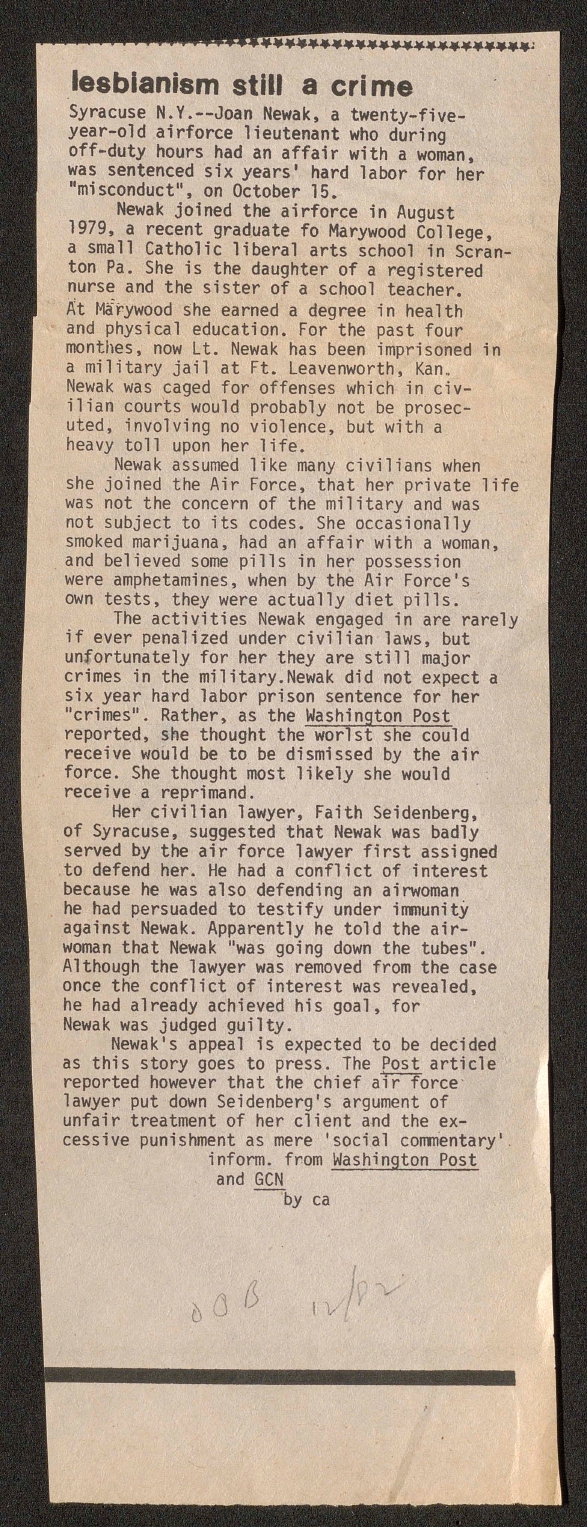 lesbianism still a crime
Syracuse N.Y.--Joan Newak, a twenty-five-
year-old airforce lieutenant who during
off-duty hours had an affair with a woman,
was sentenced six years' hard labor for her
"misconduct", on October 15.
Newak joined the airforce in August
1979, a recent graduate fo Marywood College,
a small Catholic liberal arts school in Scran-
ton Pa. She is the daughter of a registered
nurse and the sister of a school teacher.
At Marywood she earned a degree in health
and physical education. For the past four
monthes, now Lt. Newak has been imprisoned in
a military jail at Ft. Leavenworth, Kan.
Newak was caged for offenses which in civ-
ilian courts would probably not be prosec-
uted, involving no violence, but with a
heavy toll upon her life.
Newak assumed like many civilians when
she joined the Air Force, that her private life
was not the concern of the military and was
not subject to its codes. She occasionally
smoked marijuana, had an affair with a woman,
and believed some pills in her possession
were amphetamines, when by the Air Force's
own tests, they were actually diet pills.
The activities Newak engaged in are rarely
if ever penalized under civilian laws, but
unfortunately for her they are still major
crimes in the military.Newak did not expect a
six year hard labor prison sentence for her
"crimes". Rather, as the Washington Post
reported, she thought the worlst she could
receive would be to be dismissed by the air
force. She thought most likely she would
receive a reprimand.
Her civilian lawyer, Faith Seidenberg,
of Syracuse, suggested that Newak was badly
served by the air force lawyer first assigned
to defend her. He had a conflict of interest
because he was also defending an airwoman
he had persuaded to testify under immunity
against Newak. Apparently he told the air-
woman that Newak "was going down the tubes".
Although the lawyer was removed from the case
once the conflict of interest was revealed,
he had already achieved his goal, for
Newak was judged guilty.
Newak's appeal is expected to be decided
as this story goes to press. The Post article
reported however that the chief air force
lawyer put down Seidenberg's argument of
unfair treatment of her client and the ex-
cessive punishment as mere 'social commentary'.
inform. from Washington Post
and GCN
by ca
OOB 12/82